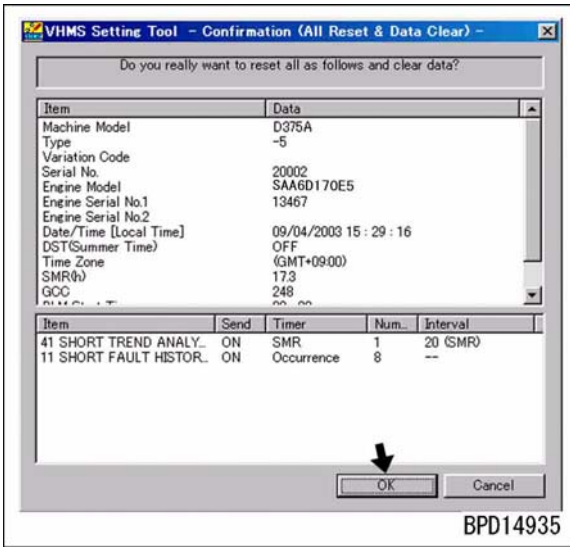 VHMS Setting Tool - Confirmation (All Reset & Data Clear) -
Do you really want to reset all as follows and clear data?
Item Data
Machine Model D375A
Type -5
Variation Code
Serial No. 20002
Engine Model SAA6D170E5
Engine Serial No.1 13467
Engine Serial No.2
Date/Time [Local Time] 09/04/2003 15 : 29 : 16
DST(Summer Time) OFF
Time Zone (GMT+09:00)
SMR(h) 17.3
GCC 248
Item Send Timer Num... Interval
41 SHORT TREND ANALY... ON SMR 1 20 (SMR)
11 SHORT FAULT HISTOR... ON Occurrence 8 --
OK Cancel
BPD14935